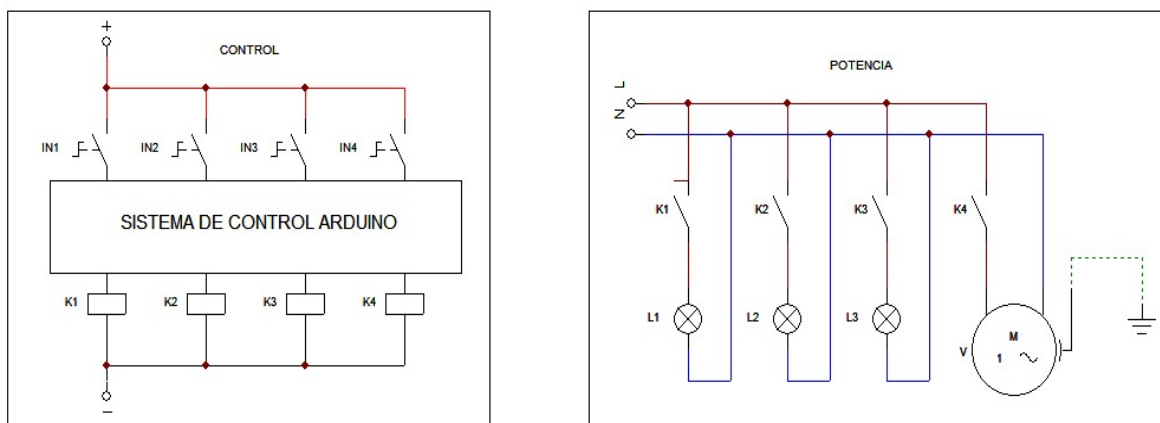 +
CONTROL
IN1 IN2 IN3 IN4
SISTEMA DE CONTROL ARDUINO
K1 K2 K3 K4
−
POTENCIA
L
N
K1 K2 K3 K4
L1 L2 L3
V M
1